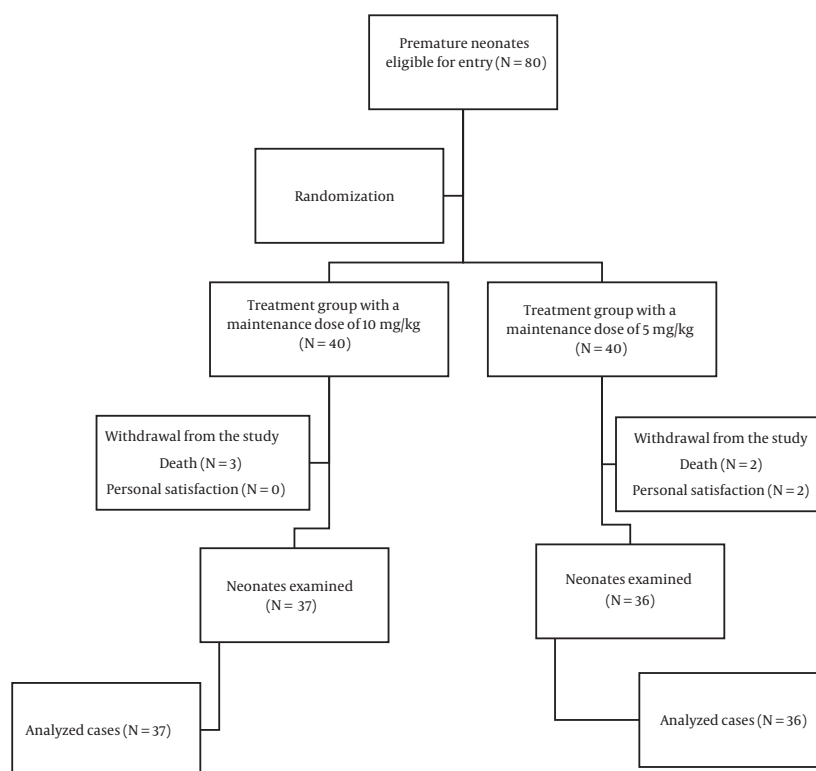 Premature neonates
eligible for entry (N = 80)
Randomization
Treatment group with a
maintenance dose of 10 mg/kg
(N = 40)
Treatment group with a
maintenance dose of 5 mg/kg
(N = 40)
Withdrawal from the study
Death (N = 3)
Personal satisfaction (N = 0)
Withdrawal from the study
Death (N = 2)
Personal satisfaction (N = 2)
Neonates examined
(N = 37)
Neonates examined
(N = 36)
Analyzed cases (N = 37)
Analyzed cases (N = 36)